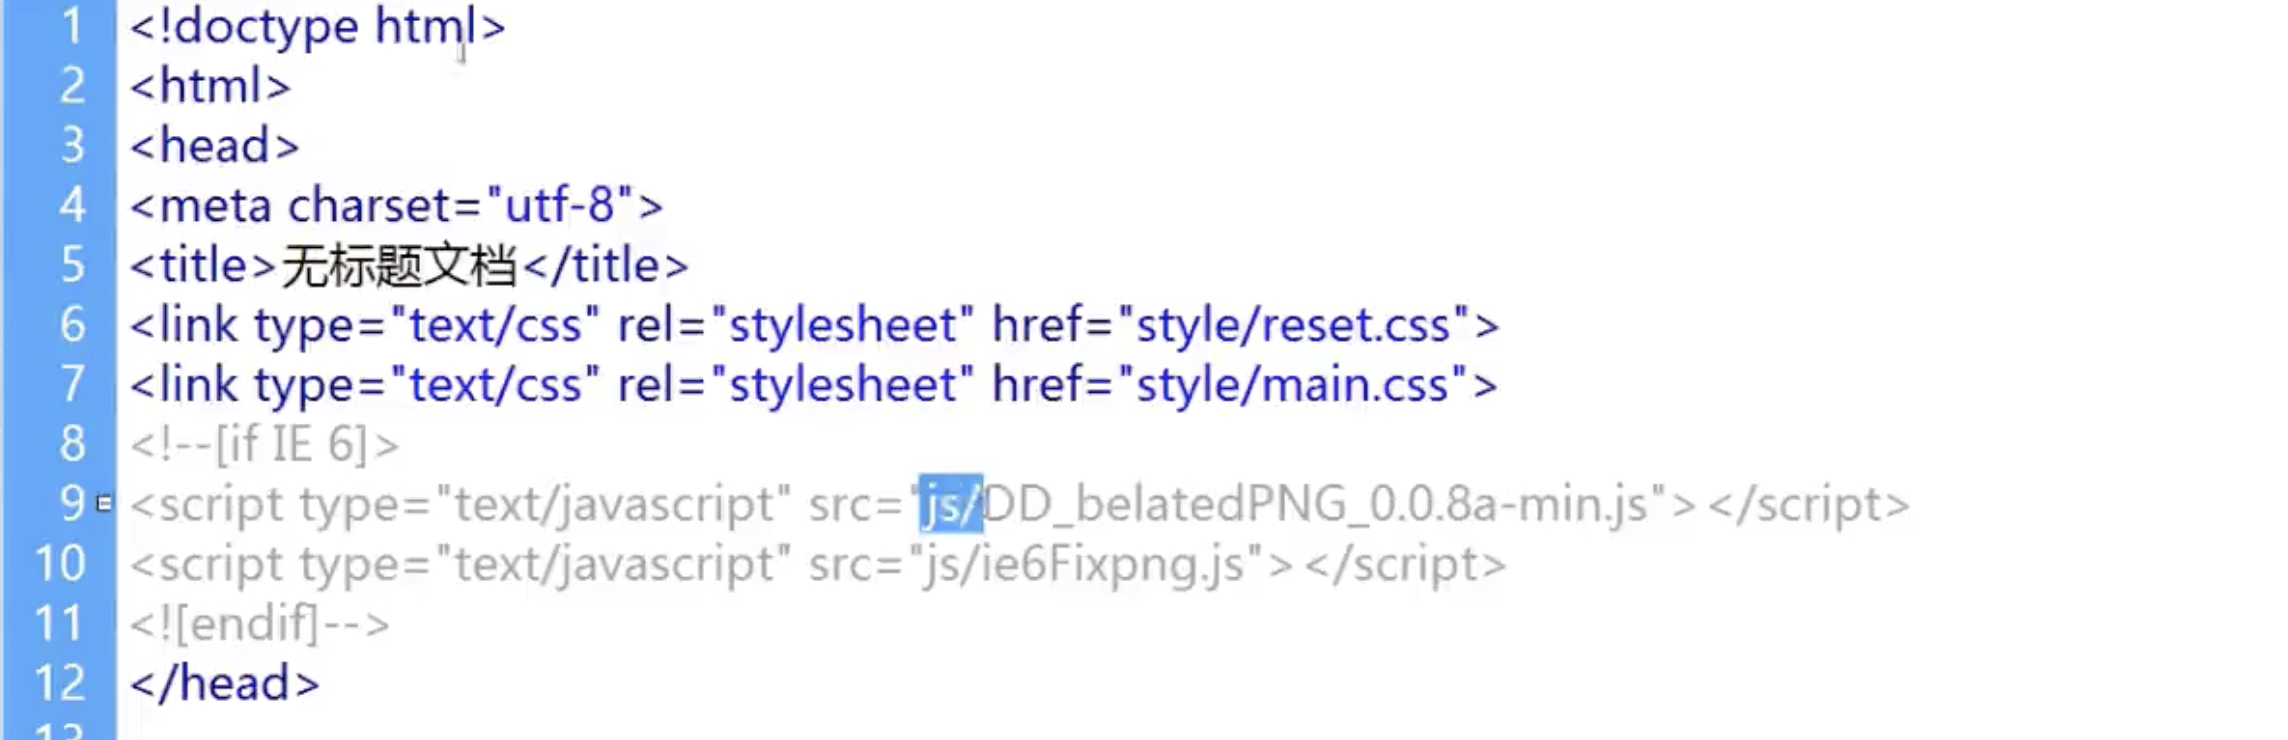 1 <!doctype html>
2 <html>
3 <head>
4 <meta charset="utf-8">
5 <title>无标题文档</title>
6 <link type="text/css" rel="stylesheet" href="style/reset.css">
7 <link type="text/css" rel="stylesheet" href="style/main.css">
8 <!--[if IE 6]>
9 <script type="text/javascript" src="js/DD_belatedPNG_0.0.8a-min.js"></script>
10 <script type="text/javascript" src="js/ie6Fixpng.js"></script>
11 <![endif]-->
12 </head>
13